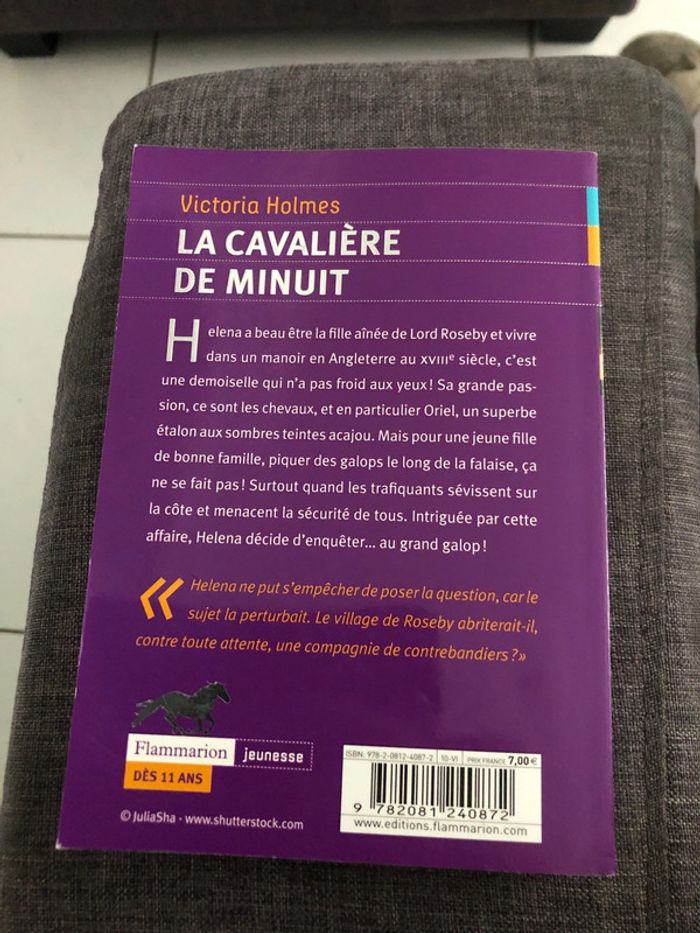 Victoria Holmes
LA CAVALIÈRE
DE MINUIT
Helena a beau être la fille aînée de Lord Roseby et vivre
dans un manoir en Angleterre au XVIIIe siècle, c'est
une demoiselle qui n'a pas froid aux yeux! Sa grande pas-
sion, ce sont les chevaux, et en particulier Oriel, un superbe
étalon aux sombres teintes acajou. Mais pour une jeune fille
de bonne famille, piquer des galops le long de la falaise, ça
ne se fait pas! Surtout quand les trafiquants sévissent sur
la côte et menacent la sécurité de tous. Intriguée par cette
affaire, Helena décide d'enquêter... au grand galop!
« Helena ne put s'empêcher de poser la question, car le
sujet la perturbait. Le village de Roseby abriterait-il,
contre toute attente, une compagnie de contrebandiers?»
Flammarion jeunesse
DÈS 11 ANS
© JuliaSha - www.shutterstock.com
ISBN: 978-2-0812-4087-2 10-VI PRIX FRANCE 7,00 €
9 782081 240872
www.editions.flammarion.com